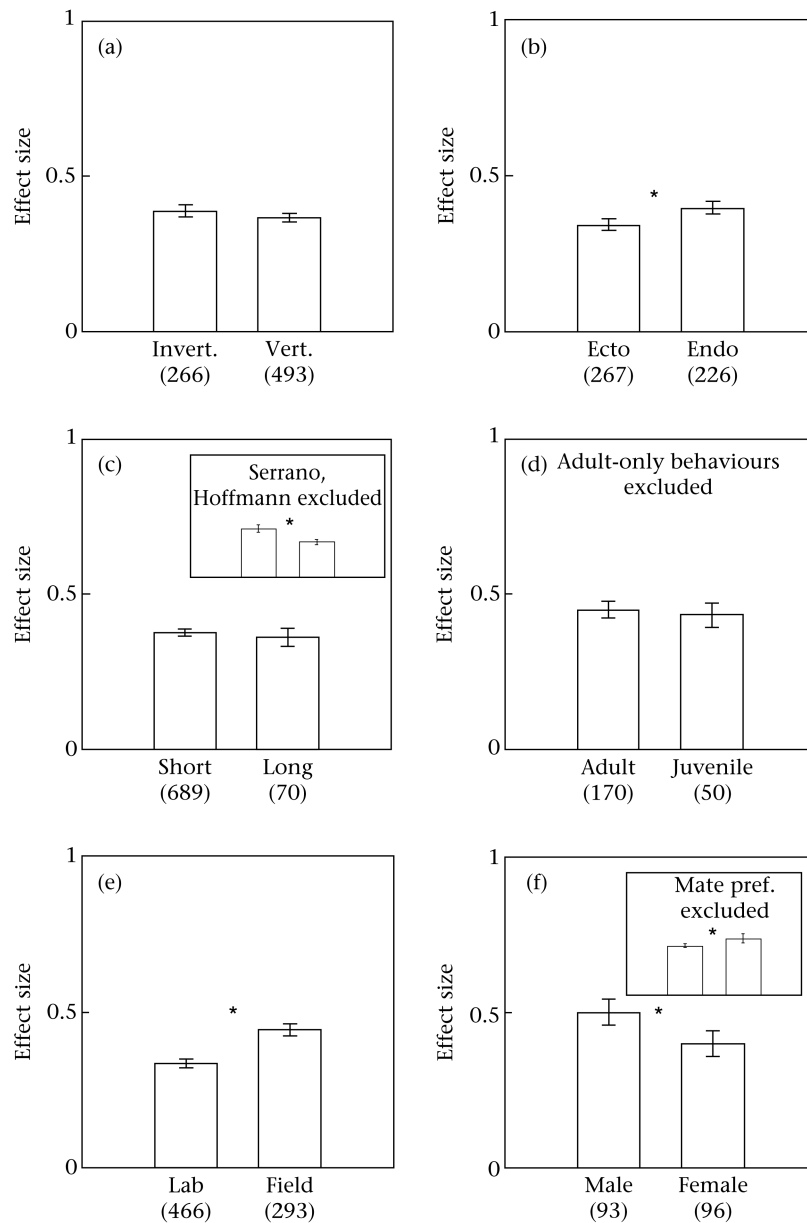 1
(a)
Effect size
0.5
0
Invert.
(266)
Vert.
(493)
1
(b)
Effect size
0.5
*
0
Ecto
(267)
Endo
(226)
1
(c)
Serrano,
Hoffmann excluded
*
Effect size
0.5
0
Short
(689)
Long
(70)
1
(d)
Adult-only behaviours
excluded
Effect size
0.5
0
Adult
(170)
Juvenile
(50)
1
(e)
Effect size
0.5
*
0
Lab
(466)
Field
(293)
1
(f)
Mate pref.
excluded
*
Effect size
0.5
*
0
Male
(93)
Female
(96)